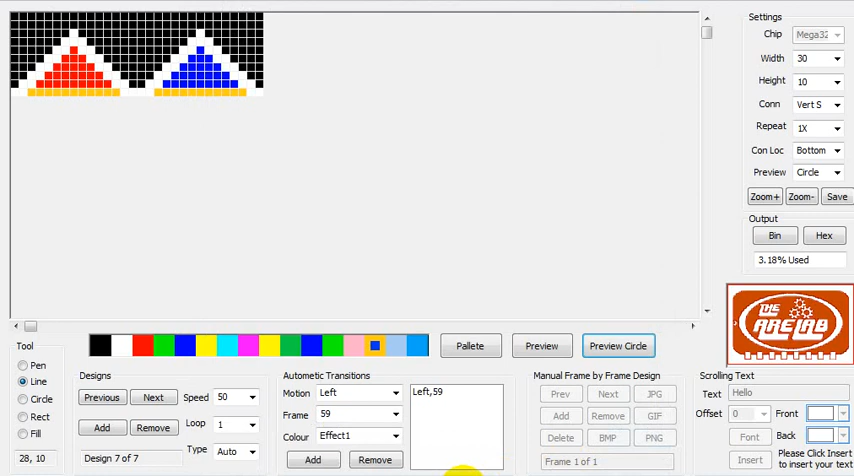 Settings
Chip Mega32
Width 30
Height 10
Conn Vert S
Repeat 1X
Con Loc Bottom
Preview Circle
Zoom+ Zoom- Save
Output
Bin Hex
3.18% Used
THE
ARE LAB
Pallete Preview Preview Circle
Tool
Pen
Line
Circle
Rect
Fill
28, 10
Designs
Previous Next Speed 50
Add Remove Loop 1
Design 7 of 7 Type Auto
Autometic Transitions
Motion Left
Frame 59
Colour Effect1
Add Remove
Left,59
Manual Frame by Frame Design
Prev Next JPG
Add Remove GIF
Delete BMP PNG
Frame 1 of 1
Scrolling Text
Text Hello
Offset 0 Front
Font Back
Insert Please Click Insert
to insert your text